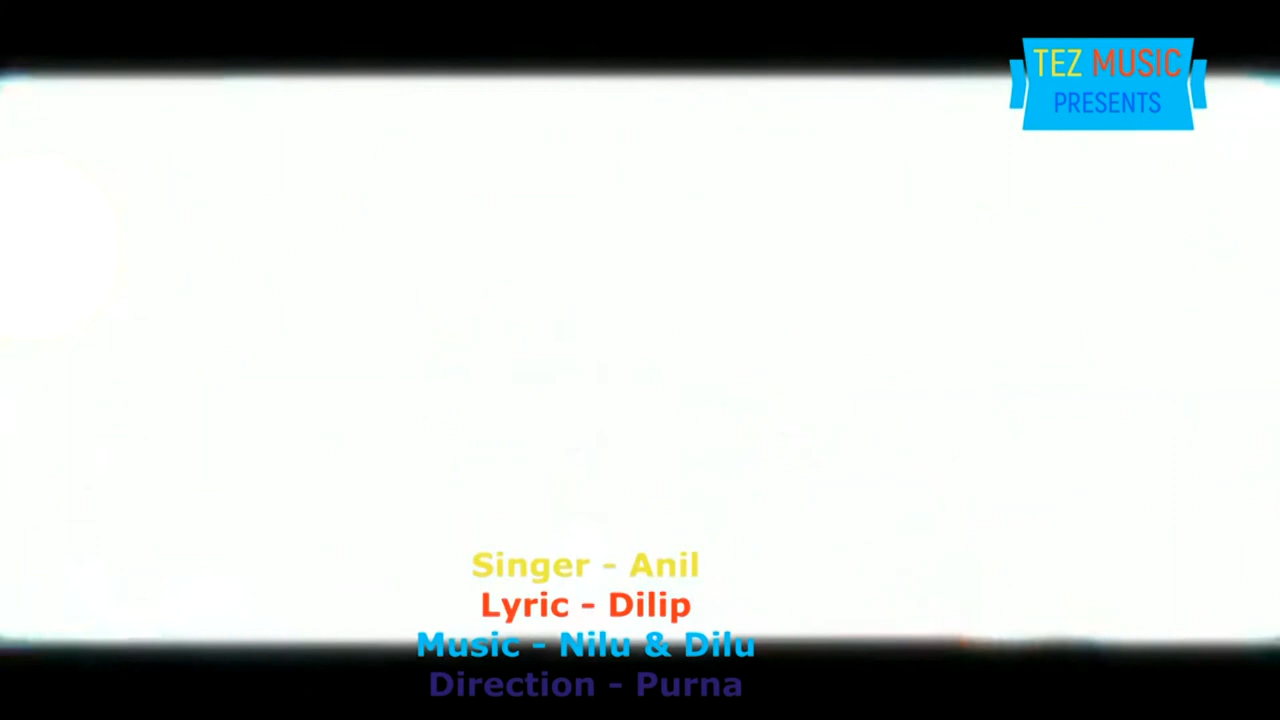 TEZ MUSIC
PRESENTS
Singer - Anil
Lyric - Dilip
Music - Nilu & Dilu
Direction - Purna